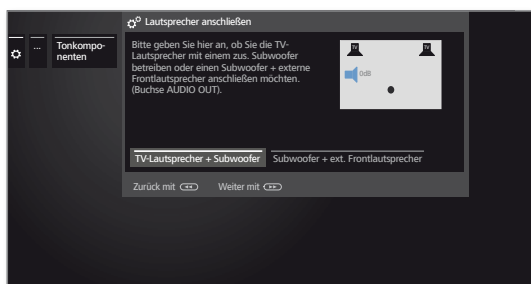 Lautsprecher anschließen
...
Tonkompo-
nenten
Bitte geben Sie hier an, ob Sie die TV-
Lautsprecher mit einem zus. Subwoofer
betreiben oder einen Subwoofer + externe
Frontlautsprecher anschließen möchten.
(Buchse AUDIO OUT).
TV TV
0dB
TV-Lautsprecher + Subwoofer Subwoofer + ext. Frontlautsprecher
Zurück mit Weiter mit